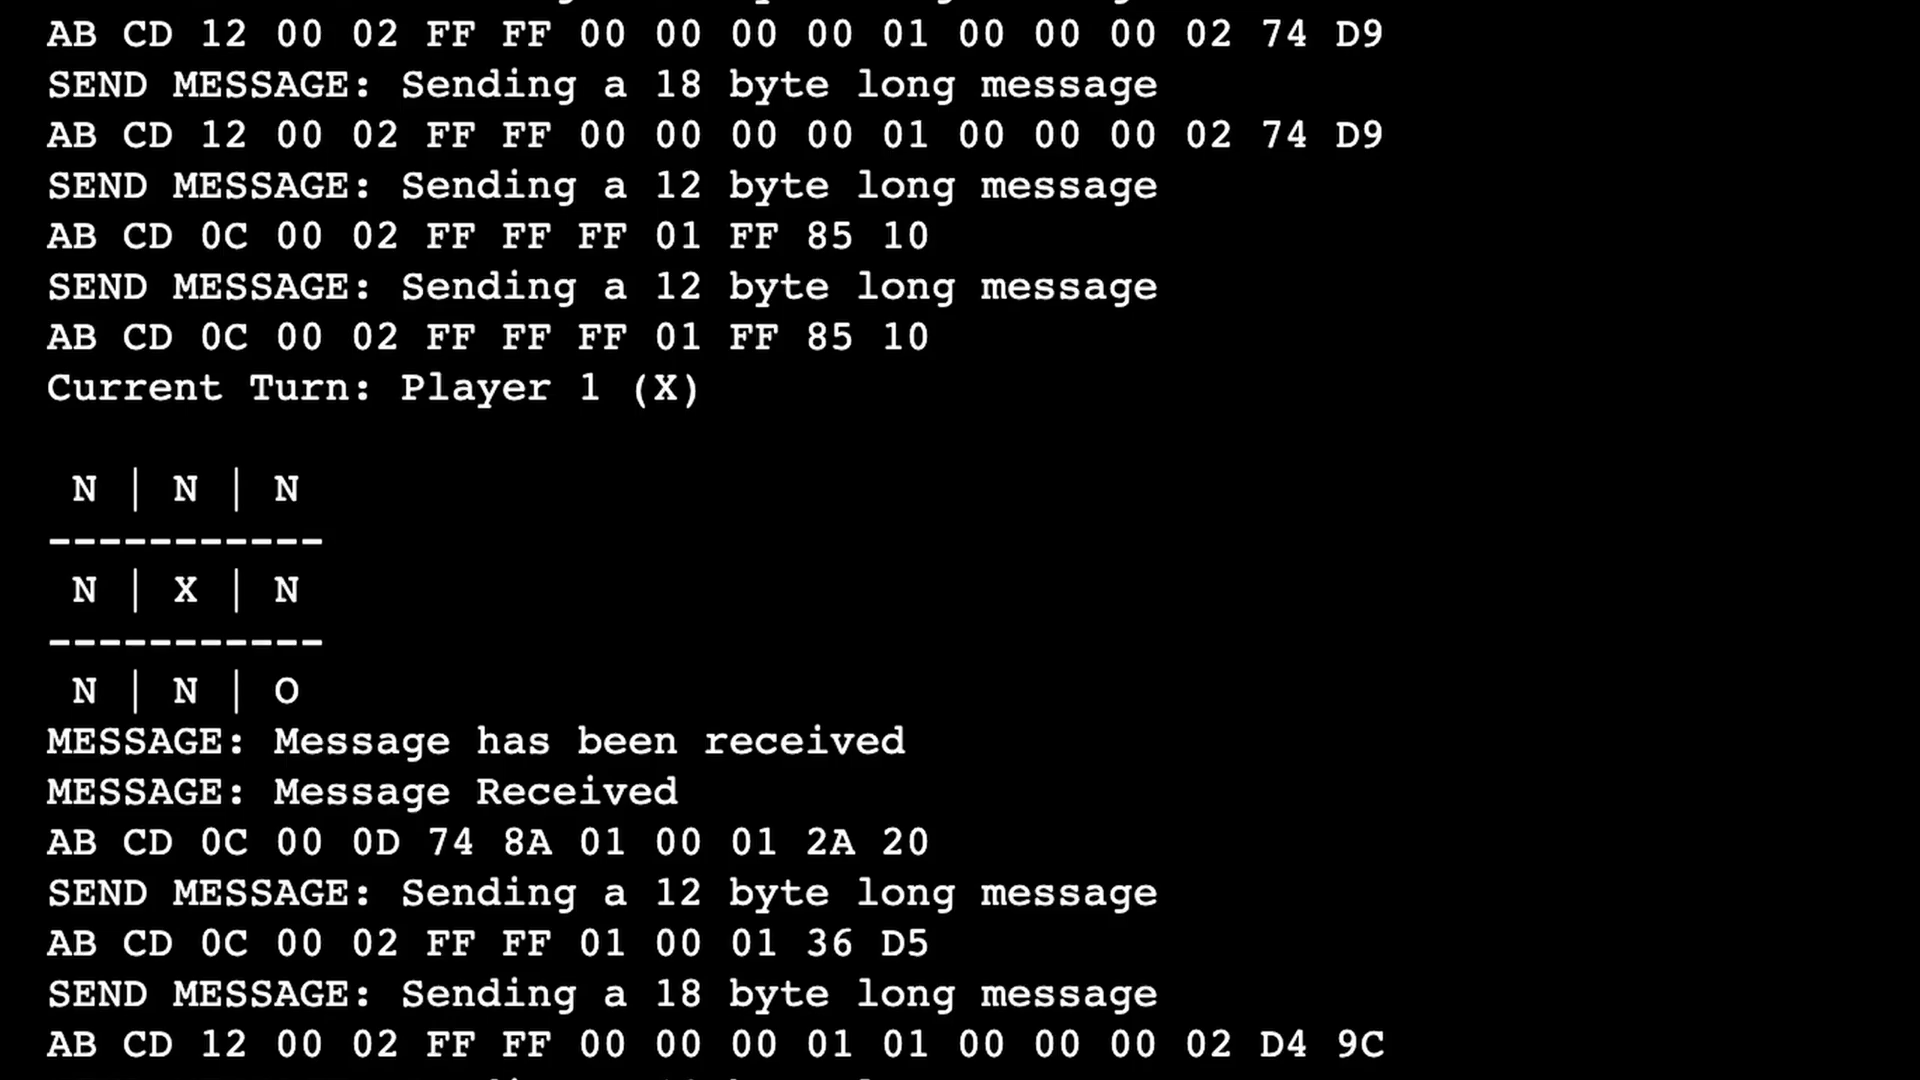 AB CD 12 00 02 FF FF 00 00 00 00 01 00 00 00 02 74 D9
SEND MESSAGE: Sending a 18 byte long message
AB CD 12 00 02 FF FF 00 00 00 00 01 00 00 00 02 74 D9
SEND MESSAGE: Sending a 12 byte long message
AB CD 0C 00 02 FF FF FF 01 FF 85 10
SEND MESSAGE: Sending a 12 byte long message
AB CD 0C 00 02 FF FF FF 01 FF 85 10
Current Turn: Player 1 (X)
N | N | N
-----------
N | X | N
-----------
N | N | O
MESSAGE: Message has been received
MESSAGE: Message Received
AB CD 0C 00 0D 74 8A 01 00 01 2A 20
SEND MESSAGE: Sending a 12 byte long message
AB CD 0C 00 02 FF FF 01 00 01 36 D5
SEND MESSAGE: Sending a 18 byte long message
AB CD 12 00 02 FF FF 00 00 00 01 01 00 00 00 02 D4 9C